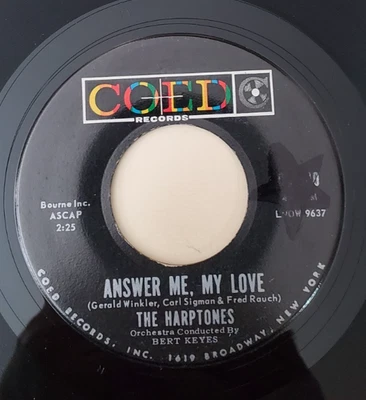 COED
RECORDS
Bourne Inc.
ASCAP
2:25
LWOW 9637
ANSWER ME, MY LOVE
(Gerald Winkler, Carl Sigman & Fred Rauch)
THE HARPTONES
Orchestra Conducted By
BERT KEYES
COED RECORDS, INC. 1619 BROADWAY, NEW YORK